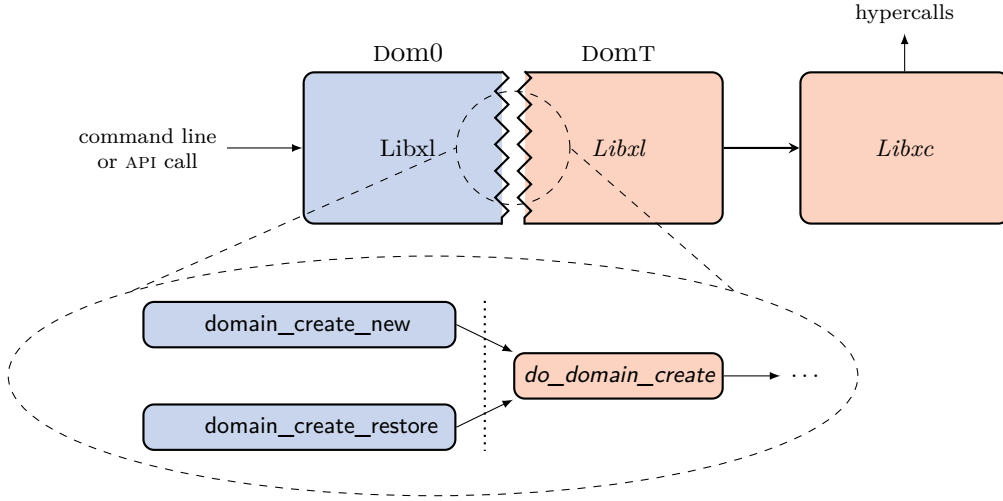 hypercalls
Dom0
DomT
command line
or API call
Libxl
Libxl
Libxc
domain_create_new
do_domain_create
...
domain_create_restore